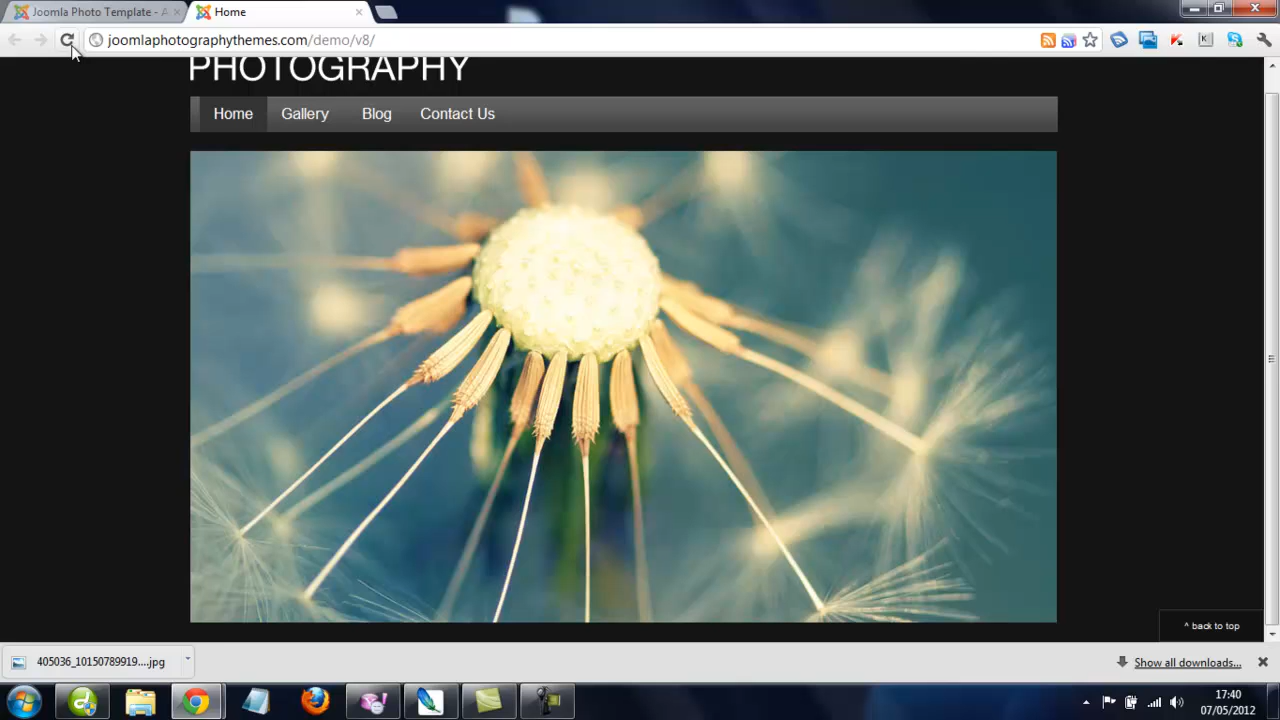 Joomla Photo Template - A
Home
joomlaphotographythemes.com/demo/v8/
PHOTOGRAPHY
Home Gallery Blog Contact Us
^ back to top
405036_10150789919....jpg
Show all downloads...
17:40
07/05/2012